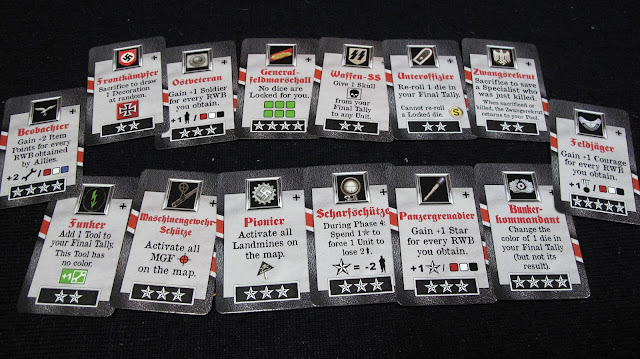 Beobachter
Gain +2 Item
Points for every
RWB obtained
by Allies.
+2 /
Frontkämpfer
Sacrifice to draw
1 Decoration
at random.
Ostveteran
Gain +1 Soldier
for every RWB
you obtain.
+1 /
General-
feldmarschall
No dice are
Locked for you.
Waffen-SS
Give 1 Skull
from your
Final Tally
to any Unit.
Unteroffizier
Re-roll 1 die in
your Final Tally.
Cannot re-roll
a Locked die.
S
Zwangsrekrut
Sacrifice to save
a Specialist who
was just killed.
When sacrificed or
killed, the Zwangsrekrut
returns to your Pool.
Feldjäger
Gain +1 Courage
for every RWB
you obtain.
+1 /
Funker
Add 1 Tool to
your Final Tally.
This Tool has
no color.
+1
Maschinengewehr-
Schütze
Activate all
MGF
on the map.
Pionier
Activate all
Landmines on
the map.
Scharfschütze
During Phase 4:
Spend 1 to
force 1 Unit to
lose 2
= -2
Panzergrenadier
Gain +1 Star
for every RWB
you obtain.
+1 /
Bunker-
kommandant
Change the
color of 1 die in
your Final Tally
(but not its
result).